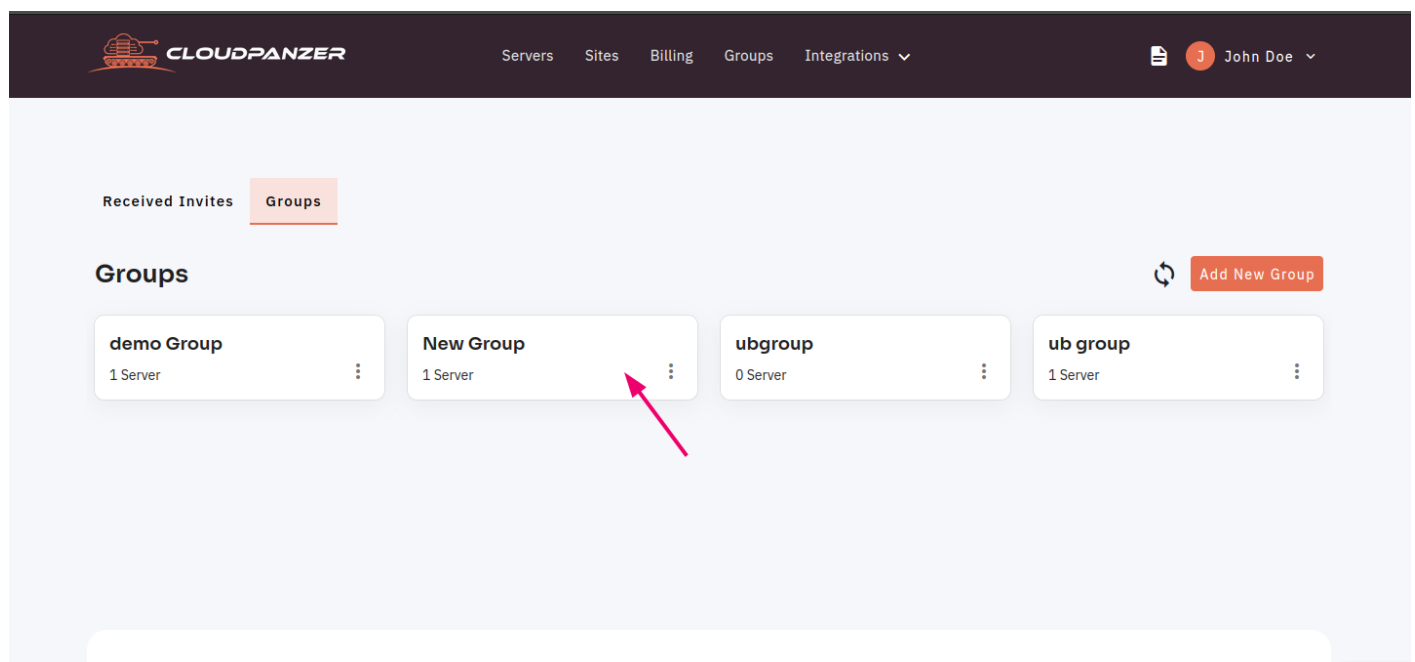 CLOUDPANZER
Servers Sites Billing Groups Integrations
J John Doe
Received Invites Groups
Groups
Add New Group
demo Group
1 Server
New Group
1 Server
ubgroup
0 Server
ub group
1 Server